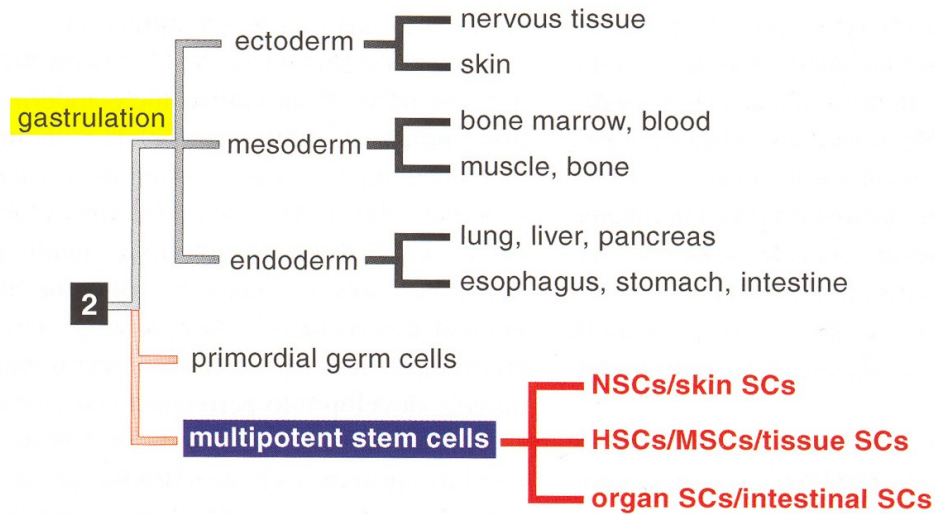 nervous tissue
ectoderm
skin
gastrulation
bone marrow, blood
mesoderm
muscle, bone
lung, liver, pancreas
endoderm
esophagus, stomach, intestine
2
primordial germ cells
NSCs/skin SCs
multipotent stem cells
HSCs/MSCs/tissue SCs
organ SCs/intestinal SCs